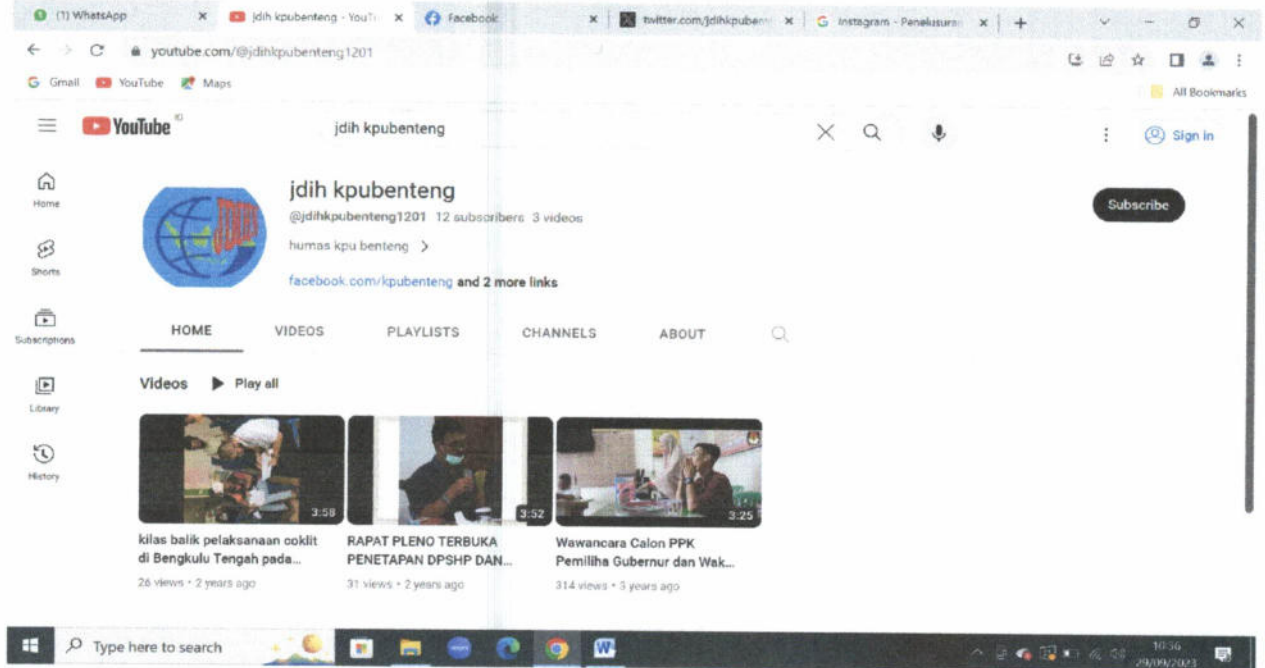 (1) WhatsApp
jdih kpubenteng - YouTu
Facebook
twitter.com/jdihkpubente
Instagram - Penelusuran
youtube.com/@jdihkpubenteng1201
Gmail
YouTube
Maps
All Bookmarks
YouTube ID
jdih kpubenteng
Sign in
Home
Shorts
Subscriptions
Library
History
jdih kpubenteng
@jdihkpubenteng1201 12 subscribers 3 videos
humas kpu benteng >
facebook.com/kpubenteng and 2 more links
Subscribe
HOME VIDEOS PLAYLISTS CHANNELS ABOUT
Videos Play all
3:58
kilas balik pelaksanaan coklit
di Bengkulu Tengah pada...
26 views • 2 years ago
3:52
RAPAT PLENO TERBUKA
PENETAPAN DPSHP DAN...
31 views • 2 years ago
3:25
Wawancara Calon PPK
Pemiliha Gubernur dan Wak...
314 views • 3 years ago
Type here to search
10:36
29/09/2023